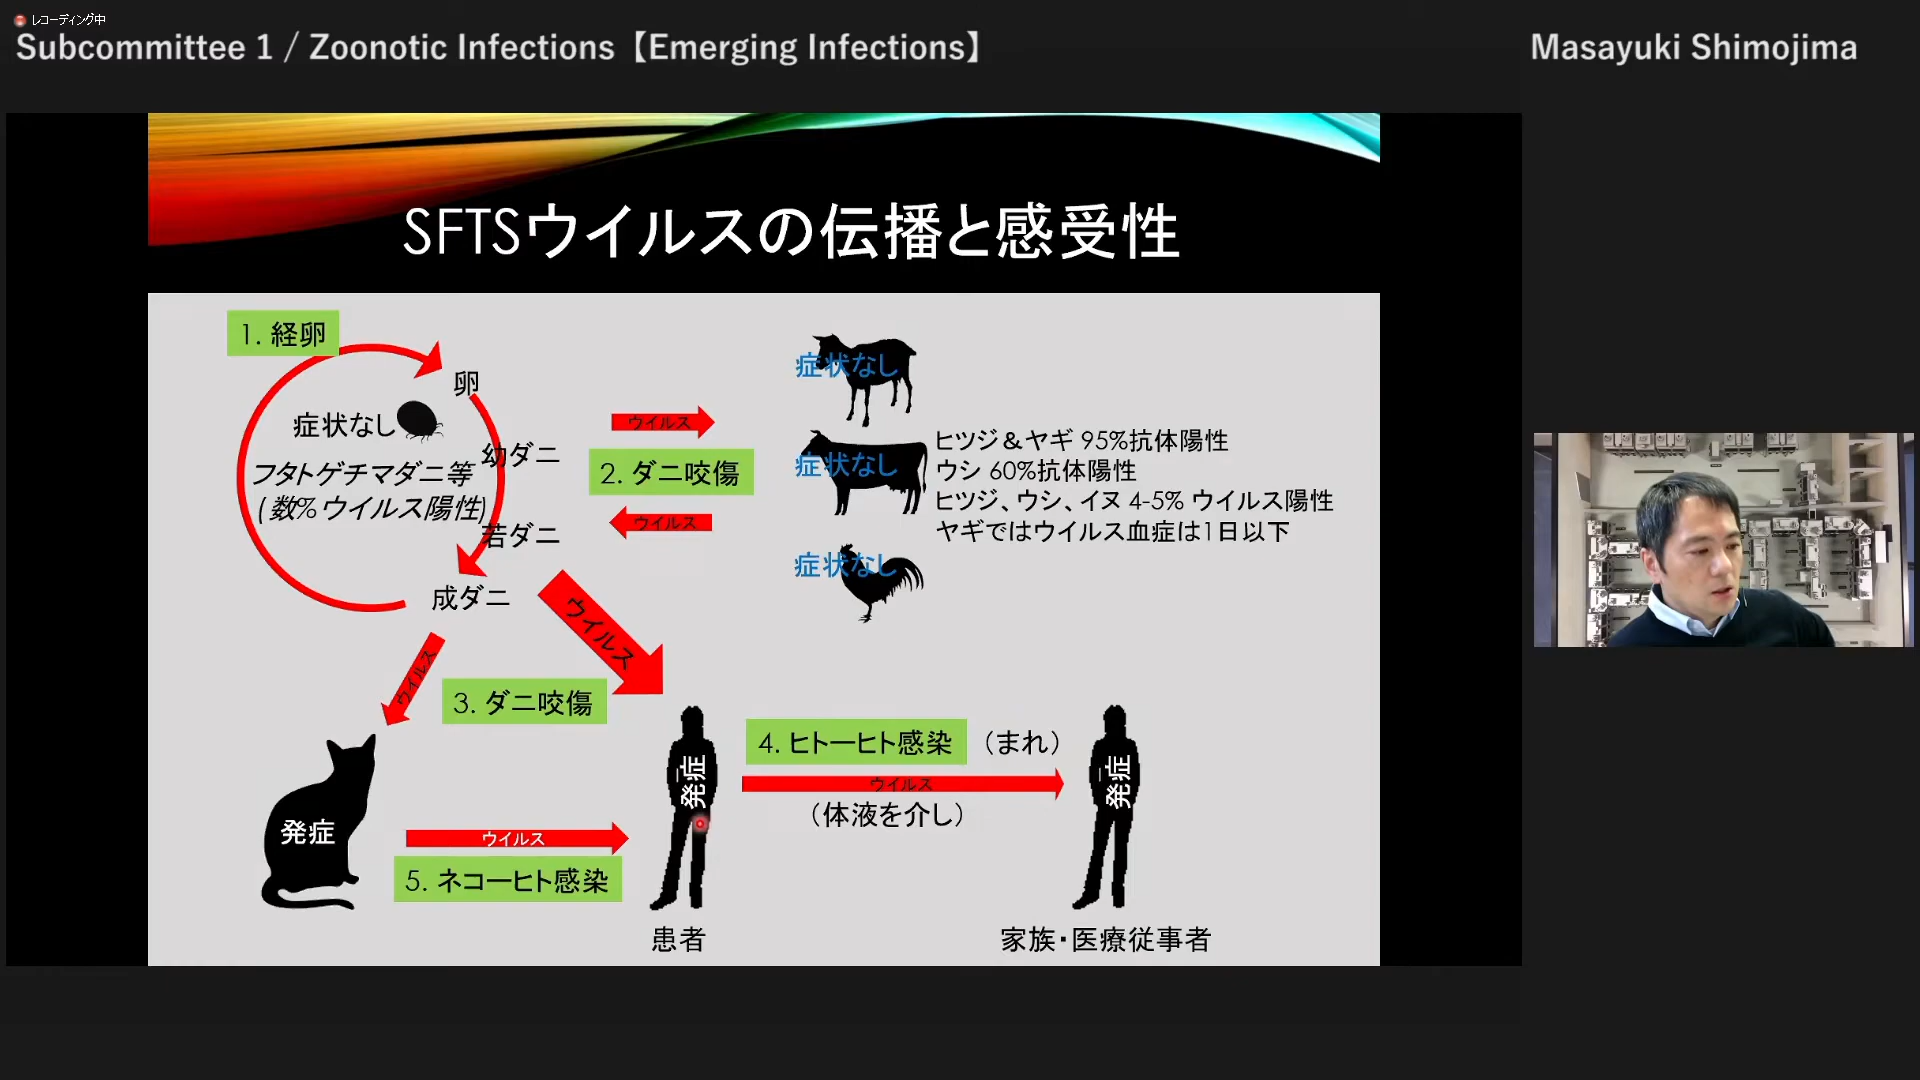 レコーディング中
Subcommittee 1 / Zoonotic Infections【Emerging Infections】
Masayuki Shimojima
SFTSウイルスの伝播と感受性
1. 経卵
卵
症状なし
幼ダニ
フタトゲチマダニ等
(数%ウイルス陽性)
若ダニ
成ダニ
ウイルス
2. ダニ咬傷
ウイルス
症状なし
症状なし
症状なし
ヒツジ＆ヤギ 95%抗体陽性
ウシ 60%抗体陽性
ヒツジ、ウシ、イヌ 4-5% ウイルス陽性
ヤギではウイルス血症は1日以下
ウイルス
ウイルス
3. ダニ咬傷
発症
ウイルス
5. ネコーヒト感染
発症
患者
4. ヒトーヒト感染 （まれ）
ウイルス
（体液を介し）
発症
家族・医療従事者